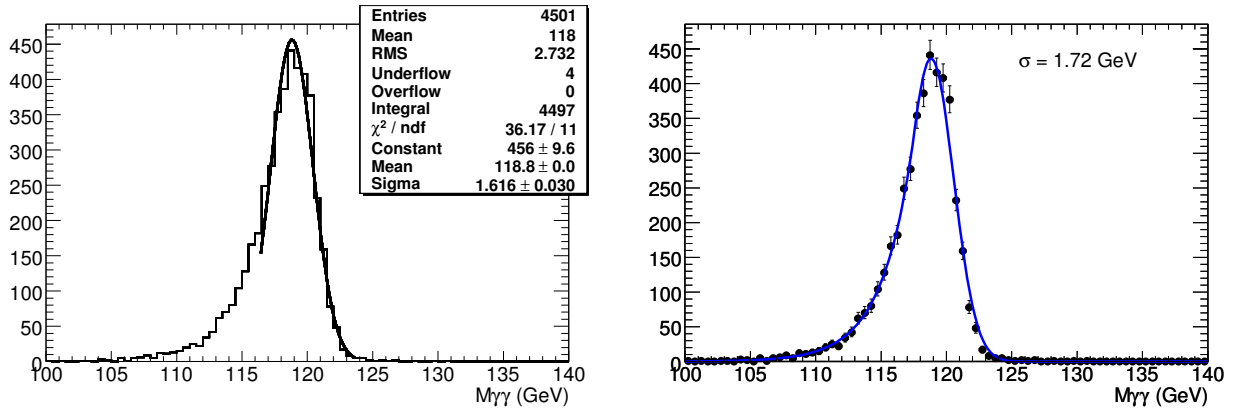 Entries 4501
Mean 118
RMS 2.732
Underflow 4
Overflow 0
Integral 4497
χ² / ndf 36.17 / 11
Constant 456 ± 9.6
Mean 118.8 ± 0.0
Sigma 1.616 ± 0.030
450
400
350
300
250
200
150
100
50
0
100 105 110 115 120 125 130 135 140
Mγγ (GeV)
σ = 1.72 GeV
450
400
350
300
250
200
150
100
50
0
100 105 110 115 120 125 130 135 140
Mγγ (GeV)